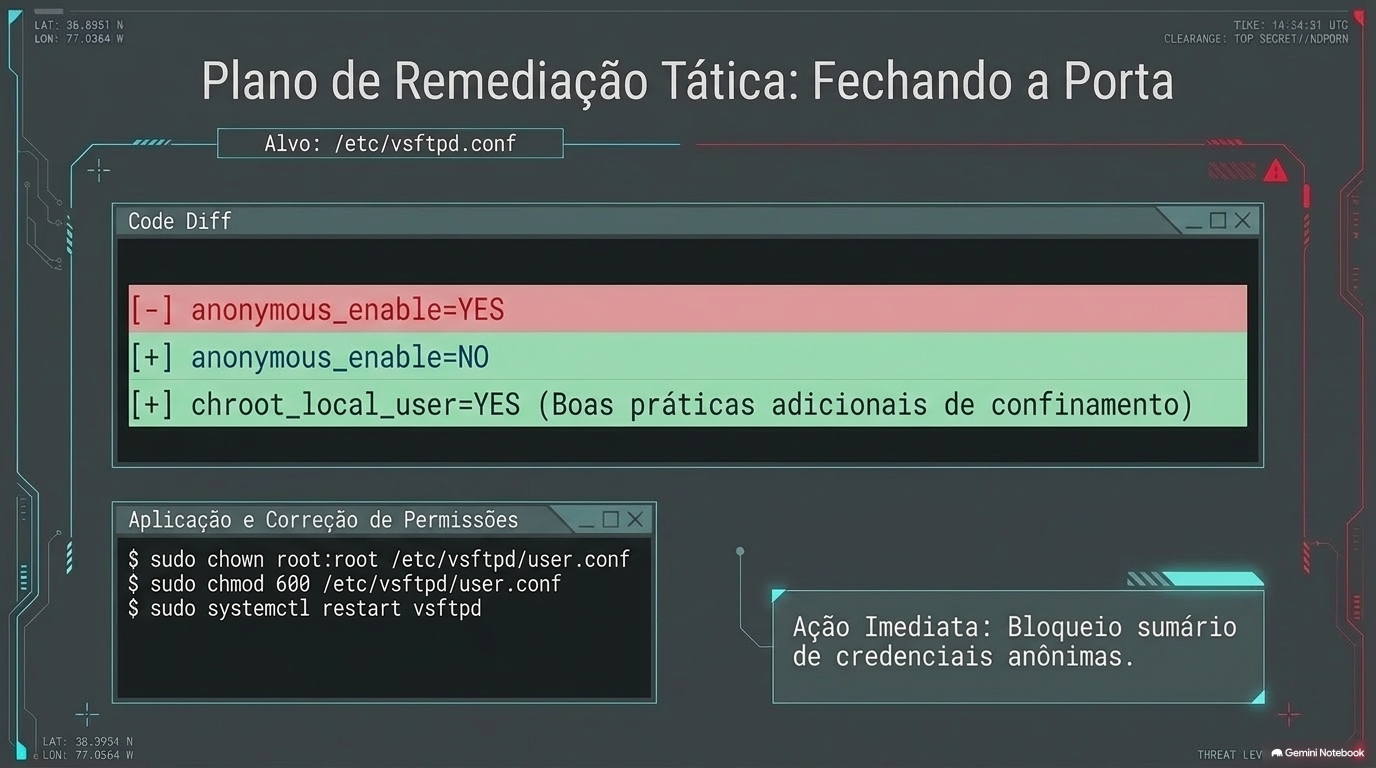 LAT: 36.8951 N
LON: 77.0364 W
TIKE: 14:34:31 UTG
CLEARANGE: TOP SECRET//NDPORN
Plano de Remediação Tática: Fechando a Porta
Alvo: /etc/vsftpd.conf
Code Diff
[-] anonymous_enable=YES
[+] anonymous_enable=NO
[+] chroot_local_user=YES (Boas práticas adicionais de confinamento)
Aplicação e Correção de Permissões
$ sudo chown root:root /etc/vsftpd/user.conf
$ sudo chmod 600 /etc/vsftpd/user.conf
$ sudo systemctl restart vsftpd
Ação Imediata: Bloqueio sumário
de credenciais anônimas.
LAT: 38.3954 N
LON: 77.0564 W
THREAT LEV
Gemini Notebook